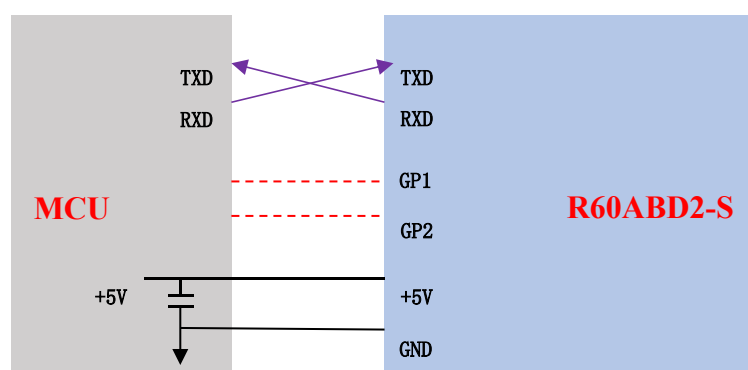 TXD
RXD
MCU
+5V
TXD
RXD
GP1
GP2
+5V
GND
R60ABD2-S